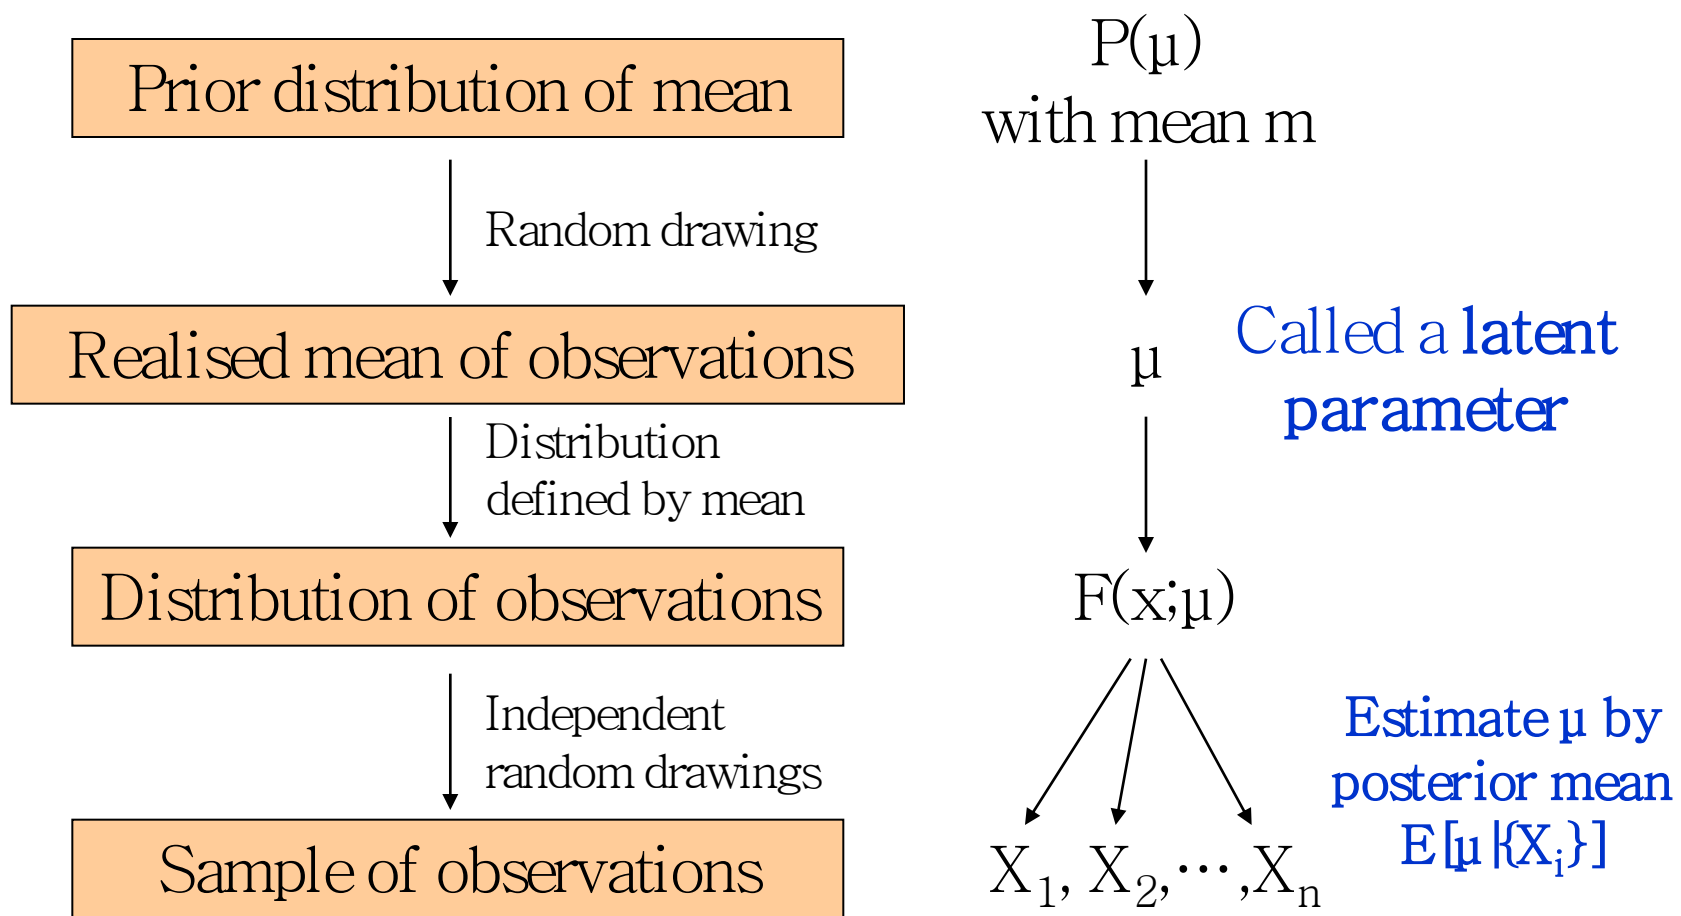 Prior distribution of mean
P(µ)
with mean m
Random drawing
Realised mean of observations
µ
Called a latent
parameter
Distribution
defined by mean
Distribution of observations
F(x;µ)
Independent
random drawings
Estimate µ by
posterior mean
E[µ|{Xᵢ}]
Sample of observations
X₁, X₂,⋯,Xₙ